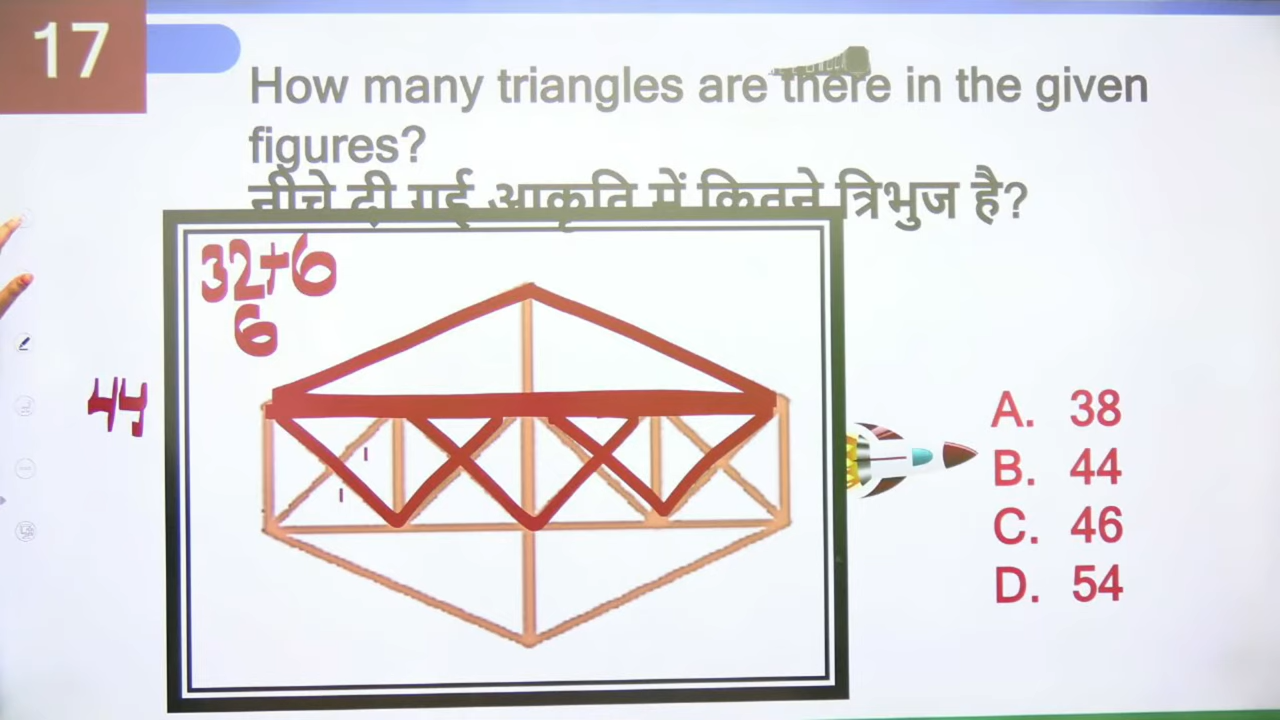 17
How many triangles are there in the given
figures?
नीचे दी गई आकृति में कितने त्रिभुज है?
32+6
6
44
A. 38
B. 44
C. 46
D. 54